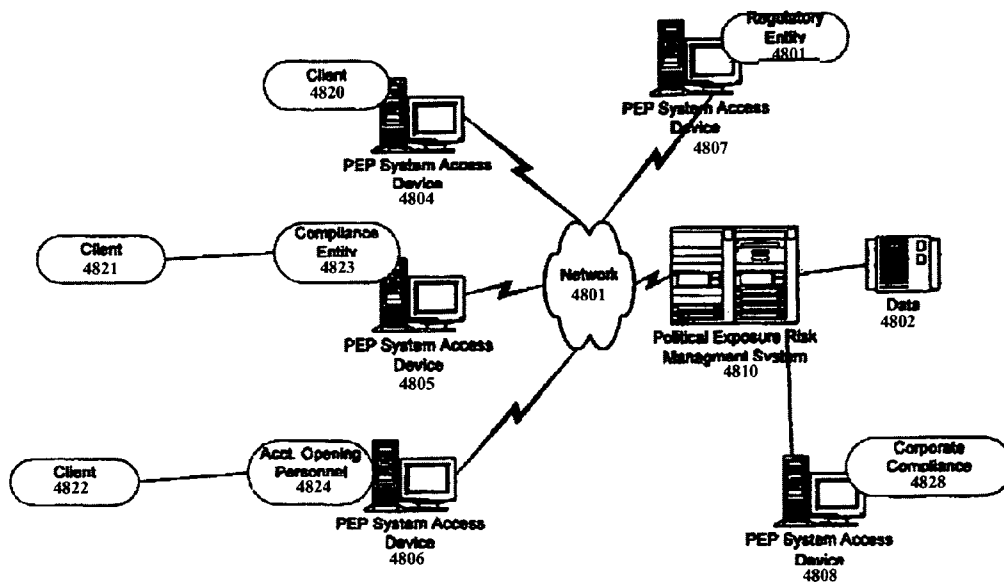 Regulatory
Entity
4801
Client
4820
PEP System Access
Device
4807
PEP System Access
Device
4804
Client
4821
Compliance
Entity
4823
Network
4801
Data
4802
Political Exposure Risk
Managment System
4810
PEP System Access
Device
4805
Client
4822
Acct. Opening
Personnel
4824
Corporate
Compliance
4828
PEP System Access
Device
4806
PEP System Access
Device
4808